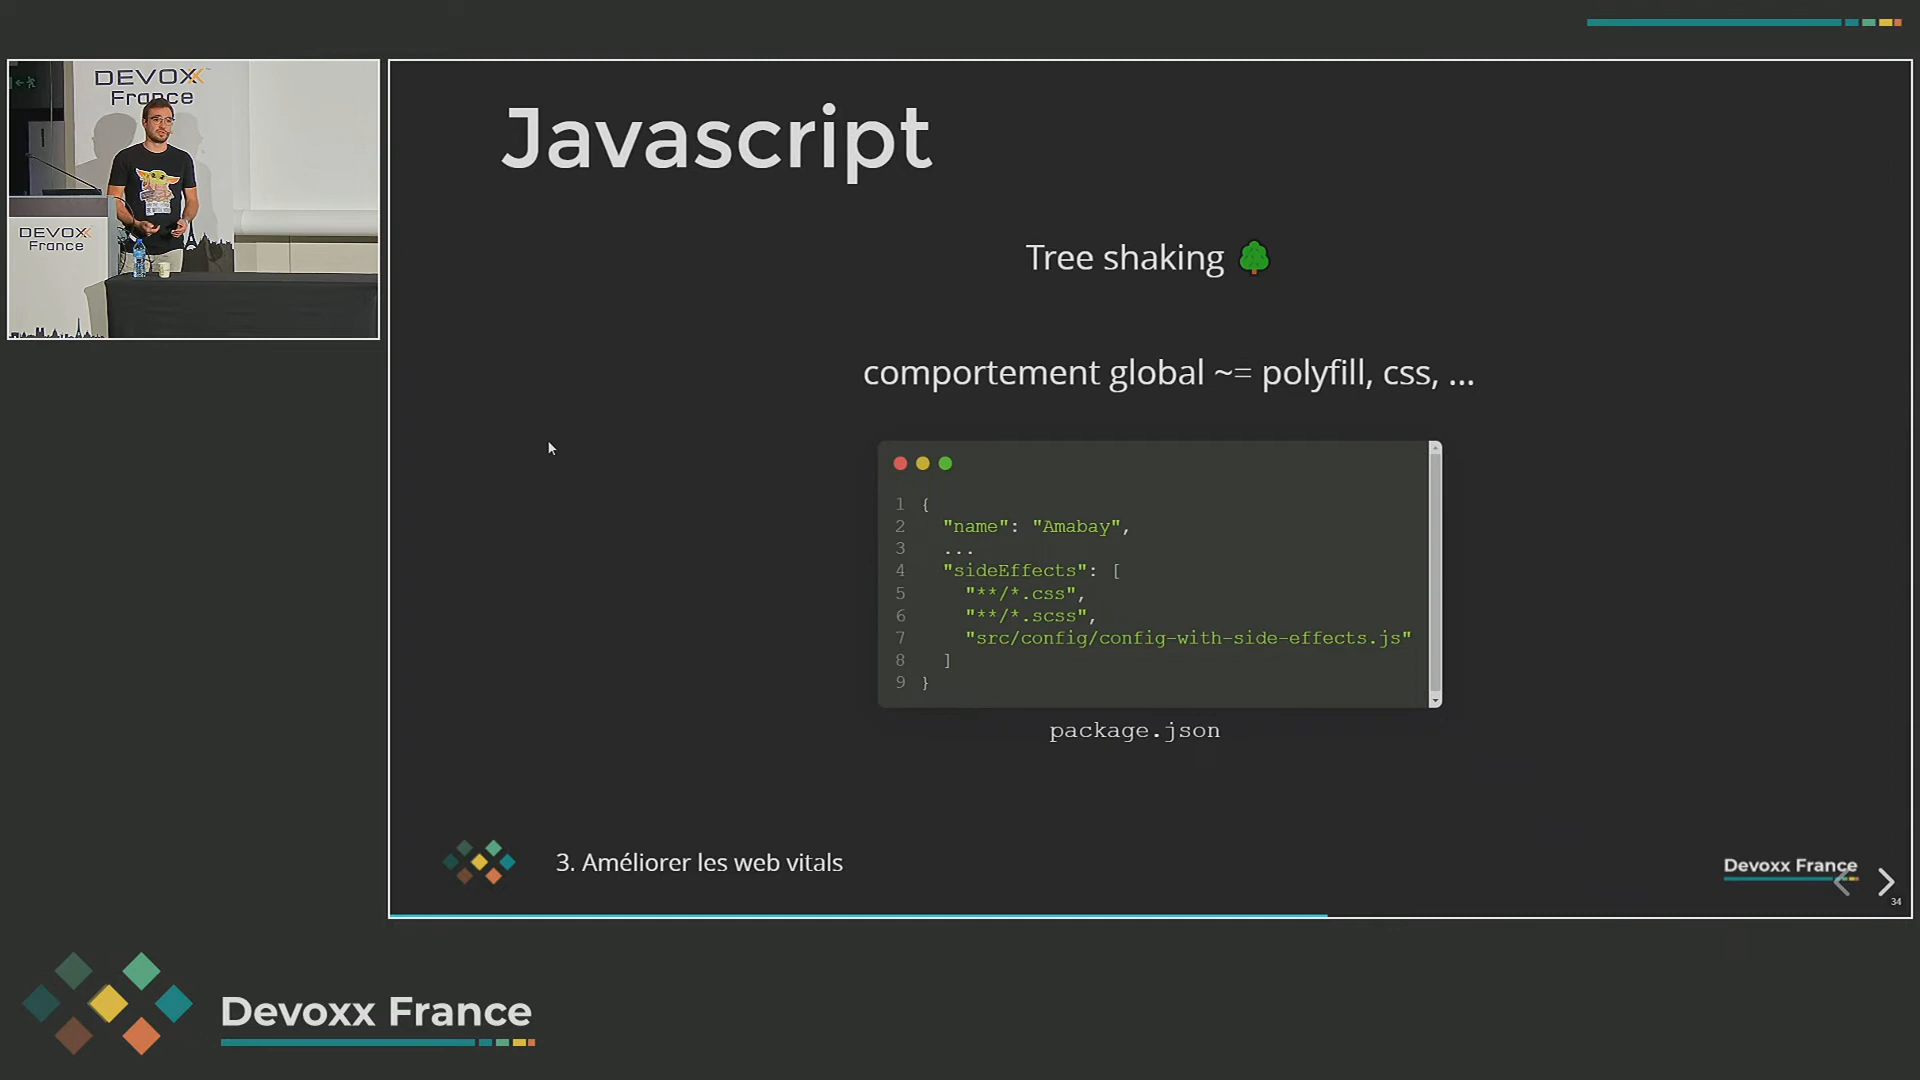 DEVOXX
France
DEVOXX
France
Javascript
Tree shaking
comportement global ~= polyfill, css, ...
1 {
2 "name": "Amabay",
3 ...
4 "sideEffects": [
5 "**/*.css",
6 "**/*.scss",
7 "src/config/config-with-side-effects.js"
8 ]
9 }
package.json
3. Améliorer les web vitals
Devoxx France
34
Devoxx France